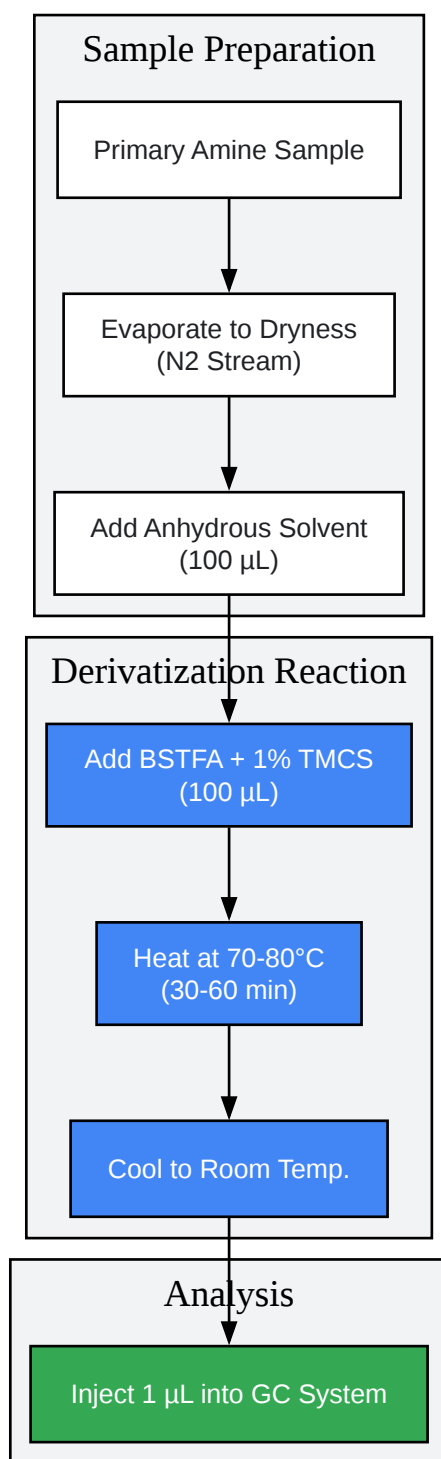 Sample Preparation
Primary Amine Sample
Evaporate to Dryness
(N2 Stream)
Add Anhydrous Solvent
(100 µL)
Derivatization Reaction
Add BSTFA + 1% TMCS
(100 µL)
Heat at 70-80°C
(30-60 min)
Cool to Room Temp.
Analysis
Inject 1 µL into GC System